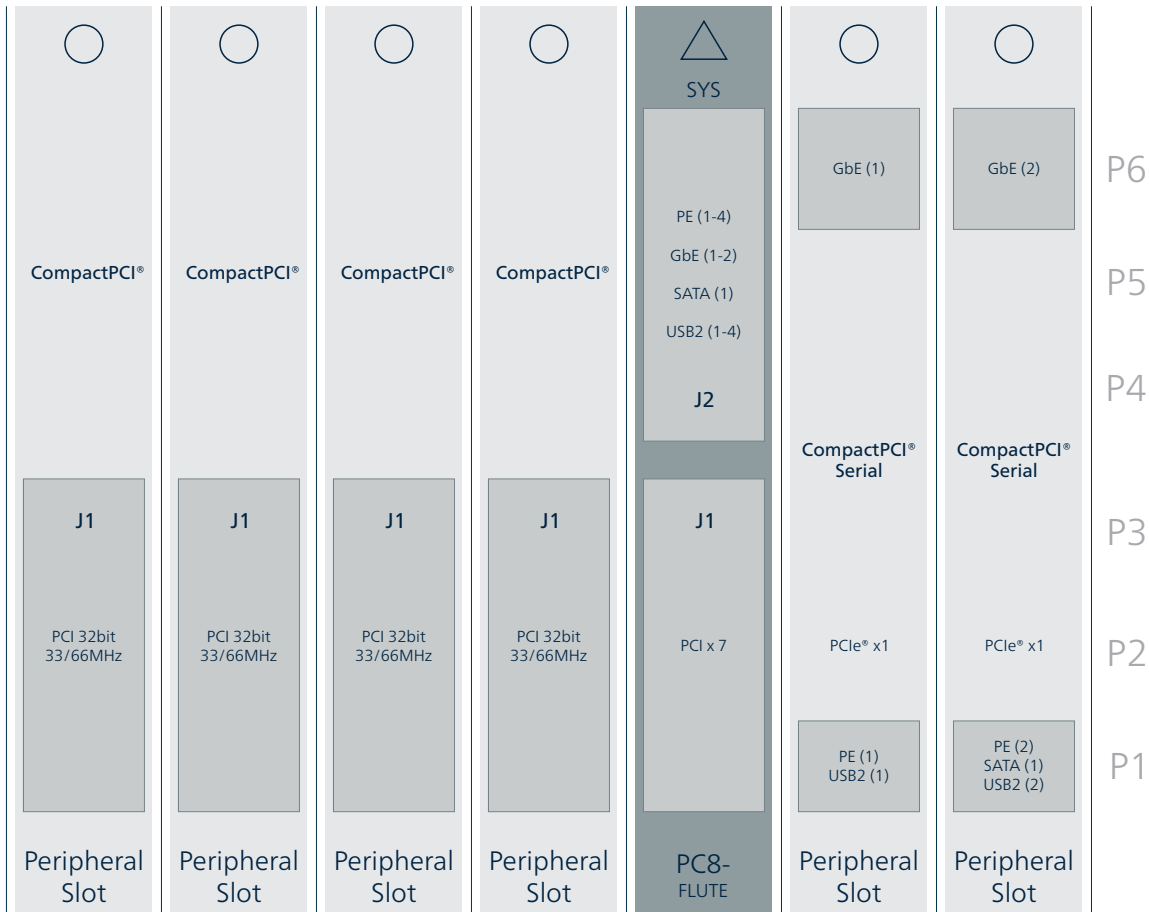 CompactPCI®
J1
PCI 32bit
33/66MHz
Peripheral
Slot
CompactPCI®
J1
PCI 32bit
33/66MHz
Peripheral
Slot
CompactPCI®
J1
PCI 32bit
33/66MHz
Peripheral
Slot
CompactPCI®
J1
PCI 32bit
33/66MHz
Peripheral
Slot
SYS
PE (1-4)
GbE (1-2)
SATA (1)
USB2 (1-4)
J2
J1
PCI x 7
PC8-
FLUTE
GbE (1)
CompactPCI®
Serial
PCIe® x1
PE (1)
USB2 (1)
Peripheral
Slot
GbE (2)
CompactPCI®
Serial
PCIe® x1
PE (2)
SATA (1)
USB2 (2)
Peripheral
Slot
P6
P5
P4
P3
P2
P1